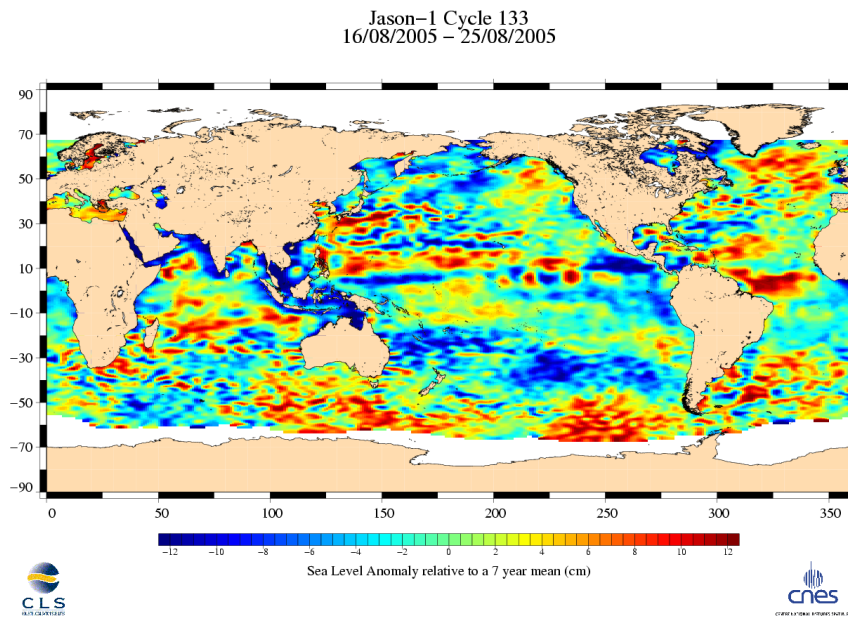 Jason−1 Cycle 133
16/08/2005 − 25/08/2005
90
70
50
30
10
−10
−30
−50
−70
−90
0 50 100 150 200 250 300 350
−12 −10 −8 −6 −4 −2 0 2 4 6 8 10 12
Sea Level Anomaly relative to a 7 year mean (cm)
CLS
cnes